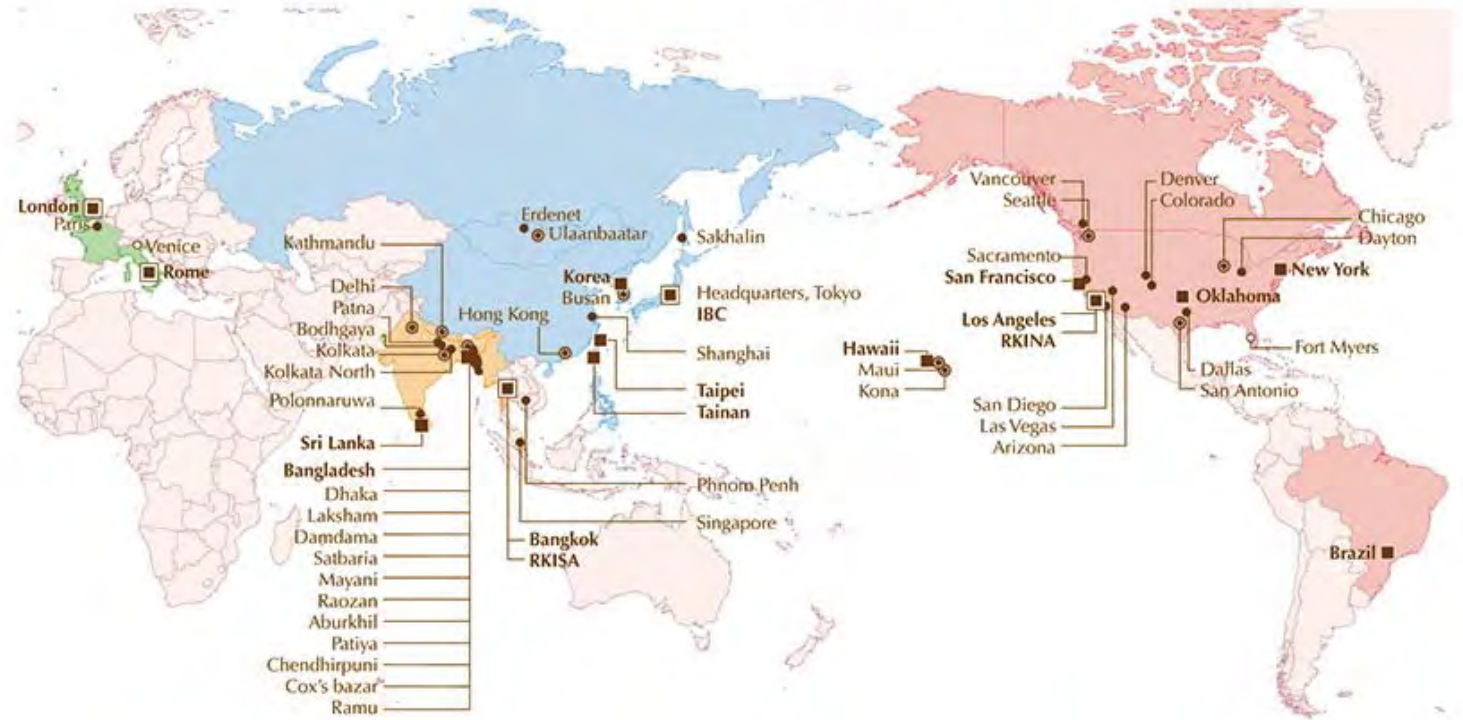 London
Paris
Venice
Rome
Kathmandu
Delhi
Patna
Bodhgaya
Kolkata
Kolkata North
Polonnaruwa
Sri Lanka
Bangladesh
Dhaka
Laksham
Damdama
Satbaria
Mayani
Raozan
Aburkhil
Patiya
Chendhirpuni
Cox's bazar
Ramu
Erdenet
Ulaanbaatar
Sakhalin
Korea
Busan
Headquarters, Tokyo
IBC
Hong Kong
Shanghai
Taipei
Tainan
Phnom Penh
Singapore
Bangkok
RKISA
Hawaii
Maui
Kona
Vancouver
Seattle
Sacramento
San Francisco
Los Angeles
RKINA
San Diego
Las Vegas
Arizona
Denver
Colorado
Chicago
Dayton
New York
Oklahoma
Fort Myers
Dallas
San Antonio
Brazil